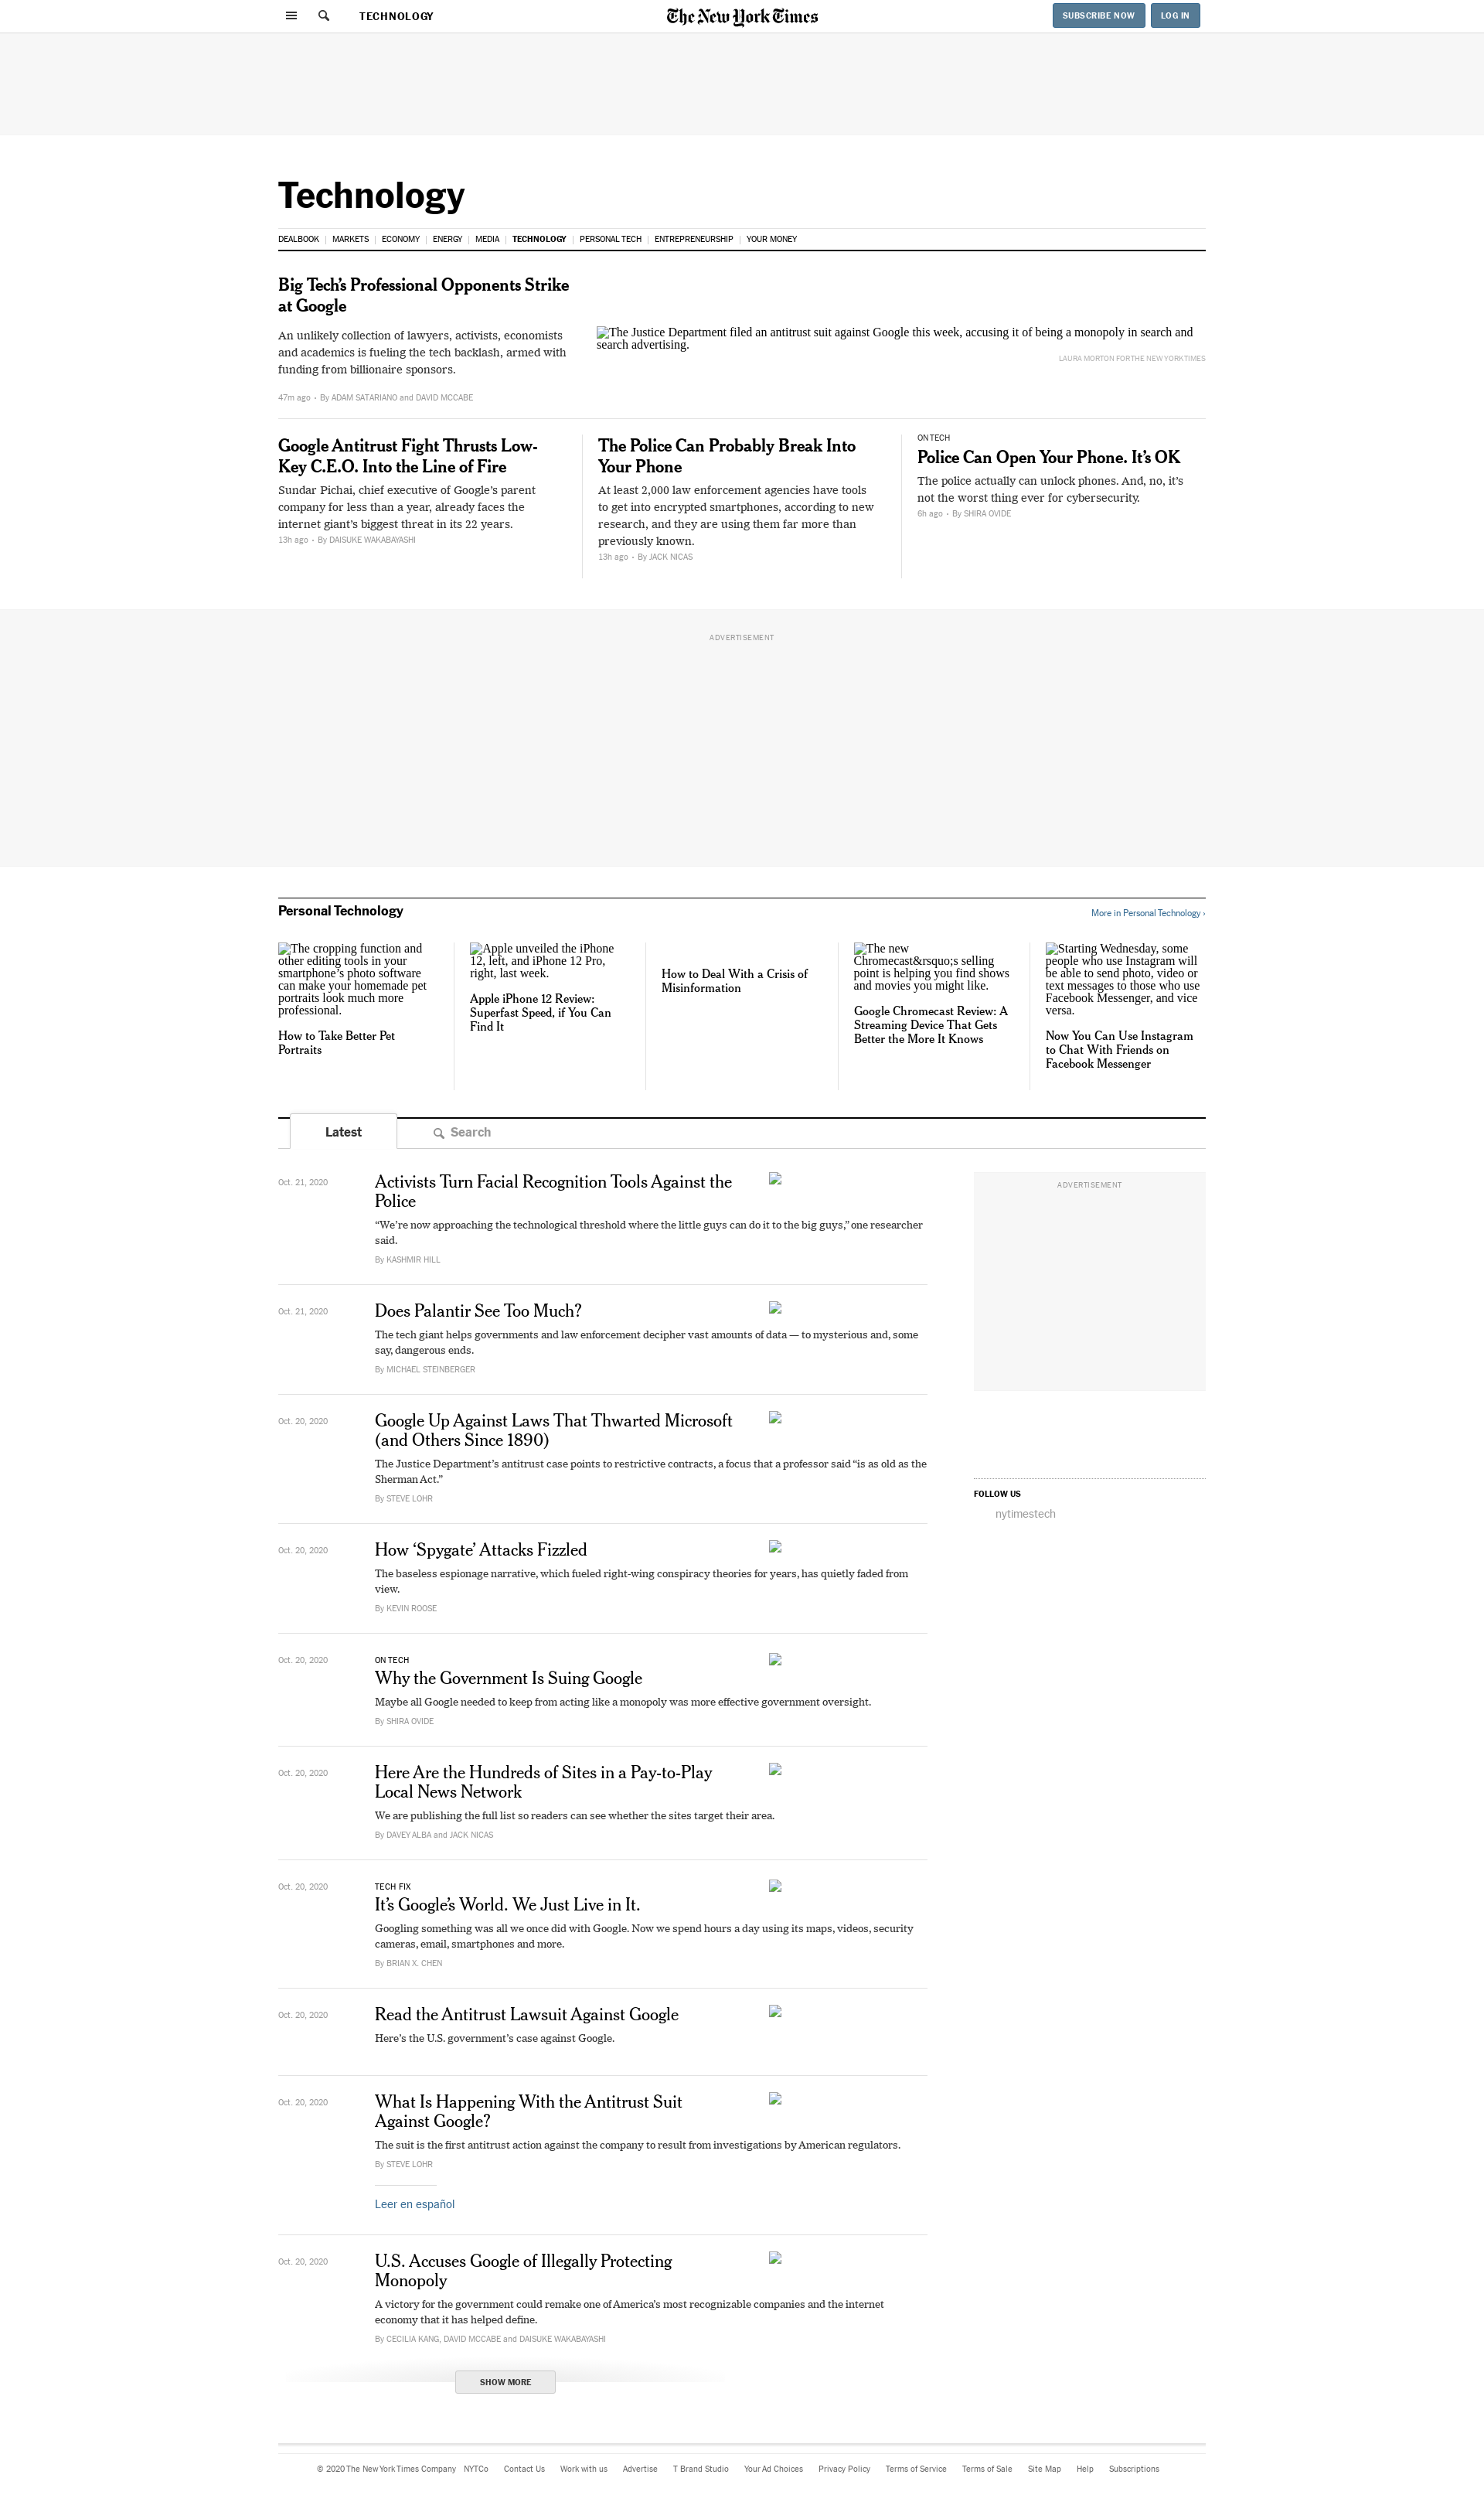 TECHNOLOGY
The New York Times
SUBSCRIBE NOW
LOG IN
Technology
DEALBOOK | MARKETS | ECONOMY | ENERGY | MEDIA | TECHNOLOGY | PERSONAL TECH | ENTREPRENEURSHIP | YOUR MONEY
Big Tech’s Professional Opponents Strike
at Google
An unlikely collection of lawyers, activists, economists
and academics is fueling the tech backlash, armed with
funding from billionaire sponsors.
47m ago • By ADAM SATARIANO and DAVID MCCABE
The Justice Department filed an antitrust suit against Google this week, accusing it of being a monopoly in search and
search advertising.
LAURA MORTON FOR THE NEW YORK TIMES
Google Antitrust Fight Thrusts Low-
Key C.E.O. Into the Line of Fire
Sundar Pichai, chief executive of Google’s parent
company for less than a year, already faces the
internet giant’s biggest threat in its 22 years.
13h ago • By DAISUKE WAKABAYASHI
The Police Can Probably Break Into
Your Phone
At least 2,000 law enforcement agencies have tools
to get into encrypted smartphones, according to new
research, and they are using them far more than
previously known.
13h ago • By JACK NICAS
ON TECH
Police Can Open Your Phone. It’s OK
The police actually can unlock phones. And, no, it’s
not the worst thing ever for cybersecurity.
6h ago • By SHIRA OVIDE
ADVERTISEMENT
Personal Technology
More in Personal Technology ›
The cropping function and
other editing tools in your
smartphone’s photo software
can make your homemade pet
portraits look much more
professional.
How to Take Better Pet
Portraits
Apple unveiled the iPhone
12, left, and iPhone 12 Pro,
right, last week.
Apple iPhone 12 Review:
Superfast Speed, if You Can
Find It
How to Deal With a Crisis of
Misinformation
The new
Chromecast&rsquo;s selling
point is helping you find shows
and movies you might like.
Google Chromecast Review: A
Streaming Device That Gets
Better the More It Knows
Starting Wednesday, some
people who use Instagram will
be able to send photo, video or
text messages to those who use
Facebook Messenger, and vice
versa.
Now You Can Use Instagram
to Chat With Friends on
Facebook Messenger
Latest
Search
Oct. 21, 2020
Activists Turn Facial Recognition Tools Against the
Police
“We’re now approaching the technological threshold where the little guys can do it to the big guys,” one researcher
said.
By KASHMIR HILL
ADVERTISEMENT
Oct. 21, 2020
Does Palantir See Too Much?
The tech giant helps governments and law enforcement decipher vast amounts of data — to mysterious and, some
say, dangerous ends.
By MICHAEL STEINBERGER
Oct. 20, 2020
Google Up Against Laws That Thwarted Microsoft
(and Others Since 1890)
The Justice Department’s antitrust case points to restrictive contracts, a focus that a professor said “is as old as the
Sherman Act.”
By STEVE LOHR
FOLLOW US
nytimestech
Oct. 20, 2020
How ‘Spygate’ Attacks Fizzled
The baseless espionage narrative, which fueled right-wing conspiracy theories for years, has quietly faded from
view.
By KEVIN ROOSE
Oct. 20, 2020
ON TECH
Why the Government Is Suing Google
Maybe all Google needed to keep from acting like a monopoly was more effective government oversight.
By SHIRA OVIDE
Oct. 20, 2020
Here Are the Hundreds of Sites in a Pay-to-Play
Local News Network
We are publishing the full list so readers can see whether the sites target their area.
By DAVEY ALBA and JACK NICAS
Oct. 20, 2020
TECH FIX
It’s Google’s World. We Just Live in It.
Googling something was all we once did with Google. Now we spend hours a day using its maps, videos, security
cameras, email, smartphones and more.
By BRIAN X. CHEN
Oct. 20, 2020
Read the Antitrust Lawsuit Against Google
Here’s the U.S. government’s case against Google.
Oct. 20, 2020
What Is Happening With the Antitrust Suit
Against Google?
The suit is the first antitrust action against the company to result from investigations by American regulators.
By STEVE LOHR
Leer en español
Oct. 20, 2020
U.S. Accuses Google of Illegally Protecting
Monopoly
A victory for the government could remake one of America’s most recognizable companies and the internet
economy that it has helped define.
By CECILIA KANG, DAVID MCCABE and DAISUKE WAKABAYASHI
SHOW MORE
© 2020 The New York Times Company NYTCo Contact Us Work with us Advertise T Brand Studio Your Ad Choices Privacy Policy Terms of Service Terms of Sale Site Map Help Subscriptions